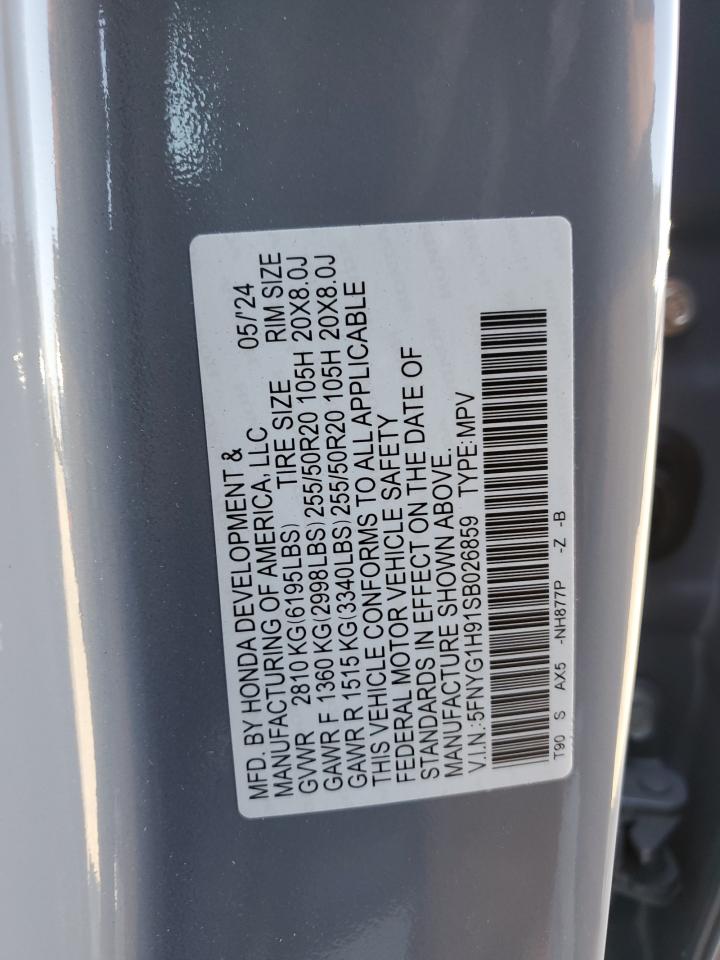 MFD. BY HONDA DEVELOPMENT &
MANUFACTURING OF AMERICA, LLC 05/'24
GVWR 2810 KG(6195LBS) TIRE SIZE RIM SIZE
GAWR F 1360 KG(2998LBS)255/50R20 105H 20X8.0J
GAWR R 1515 KG(3340LBS)255/50R20 105H 20X8.0J
THIS VEHICLE CONFORMS TO ALL APPLICABLE
FEDERAL MOTOR VEHICLE SAFETY
STANDARDS IN EFFECT ON THE DATE OF
MANUFACTURE SHOWN ABOVE.
V.I.N.:5FNYG1H91SB026859 TYPE:MPV
T90 S AX5 -NH877P -Z -B